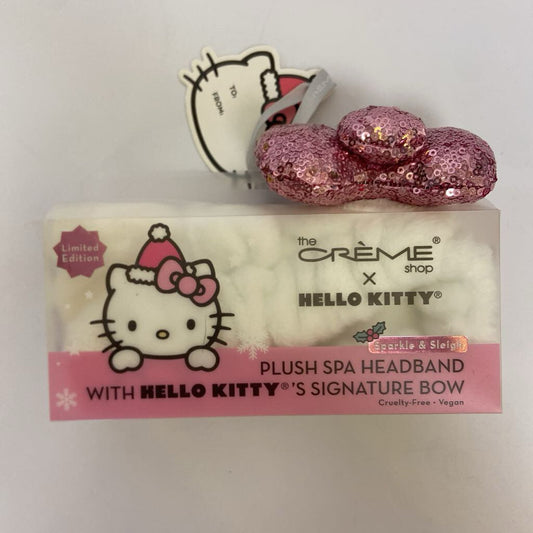 TO:
FROM:
Limited
Edition
the
CRÈME®
shop
X
HELLO KITTY®
Sparkle & Sleigh
PLUSH SPA HEADBAND
WITH HELLO KITTY®'S SIGNATURE BOW
Cruelty-Free • Vegan